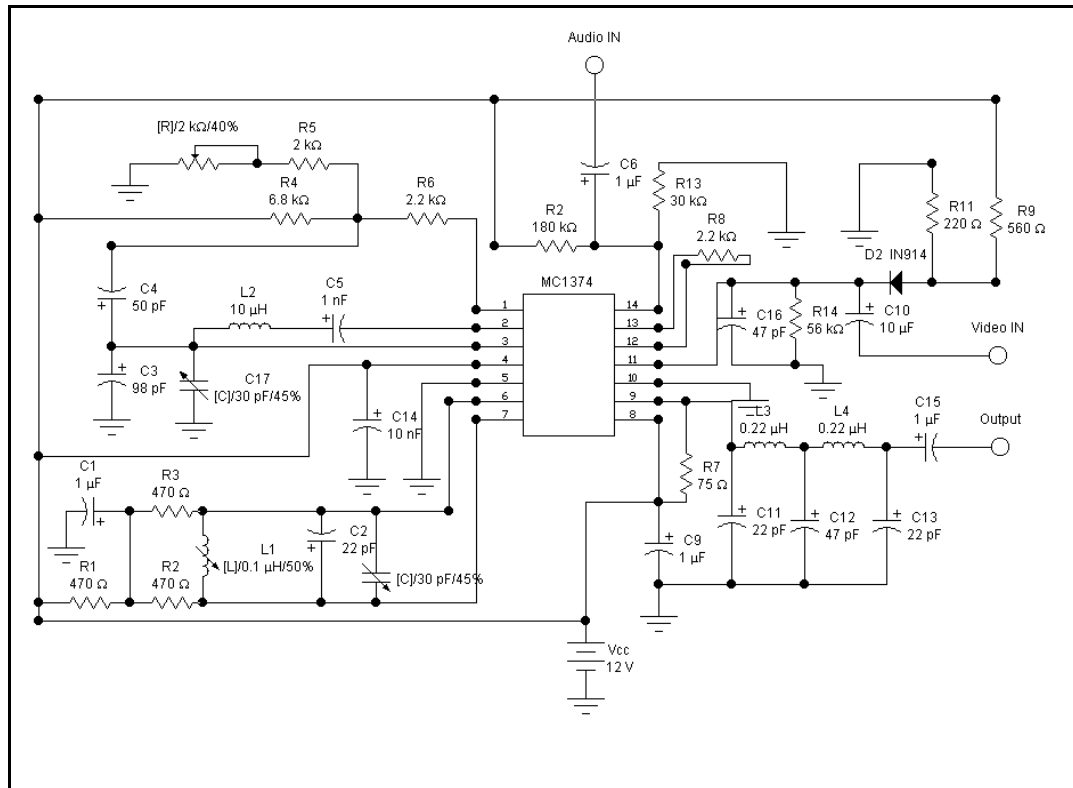 Audio IN
[R]/2 kΩ/40%
R5
2 kΩ
R4
6.8 kΩ
R6
2.2 kΩ
C6
1 µF
R13
30 kΩ
R2
180 kΩ
R8
2.2 kΩ
R11
220 Ω
R9
560 Ω
D2 IN914
C4
50 pF
L2
10 µH
C5
1 nF
MC1374
1
2
3
4
5
6
7
14
13
12
11
10
9
8
C16
47 pF
R14
56 kΩ
C10
10 µF
Video IN
C3
98 pF
C17
[C]/30 pF/45%
C14
10 nF
L3
0.22 µH
L4
0.22 µH
C15
1 µF
Output
C1
1 µF
R3
470 Ω
R7
75 Ω
C11
22 pF
C12
47 pF
C13
22 pF
L1
[L]/0.1 µH/50%
C2
22 pF
[C]/30 pF/45%
C9
1 µF
R1
470 Ω
R2
470 Ω
Vcc
12 V